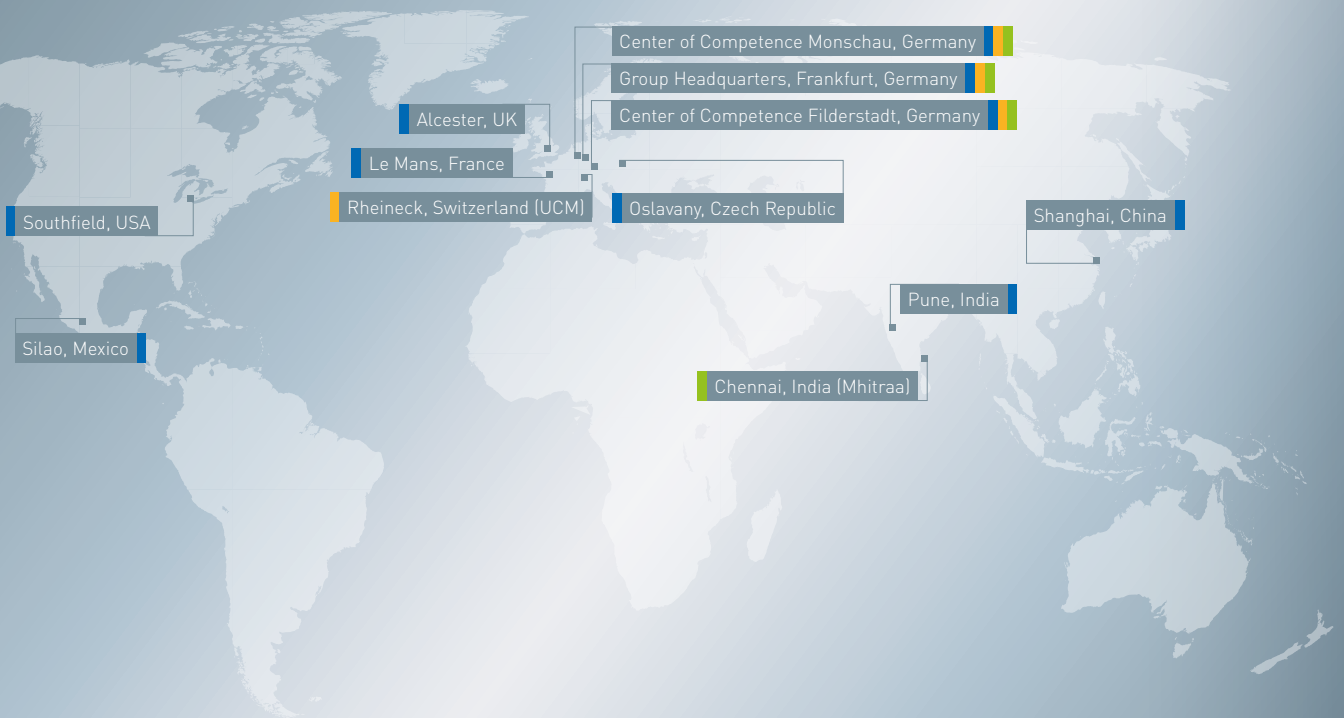 Center of Competence Monschau, Germany
Group Headquarters, Frankfurt, Germany
Center of Competence Filderstadt, Germany
Alcester, UK
Le Mans, France
Rheineck, Switzerland (UCM)
Oslavany, Czech Republic
Southfield, USA
Shanghai, China
Pune, India
Silao, Mexico
Chennai, India (Mhitraa)